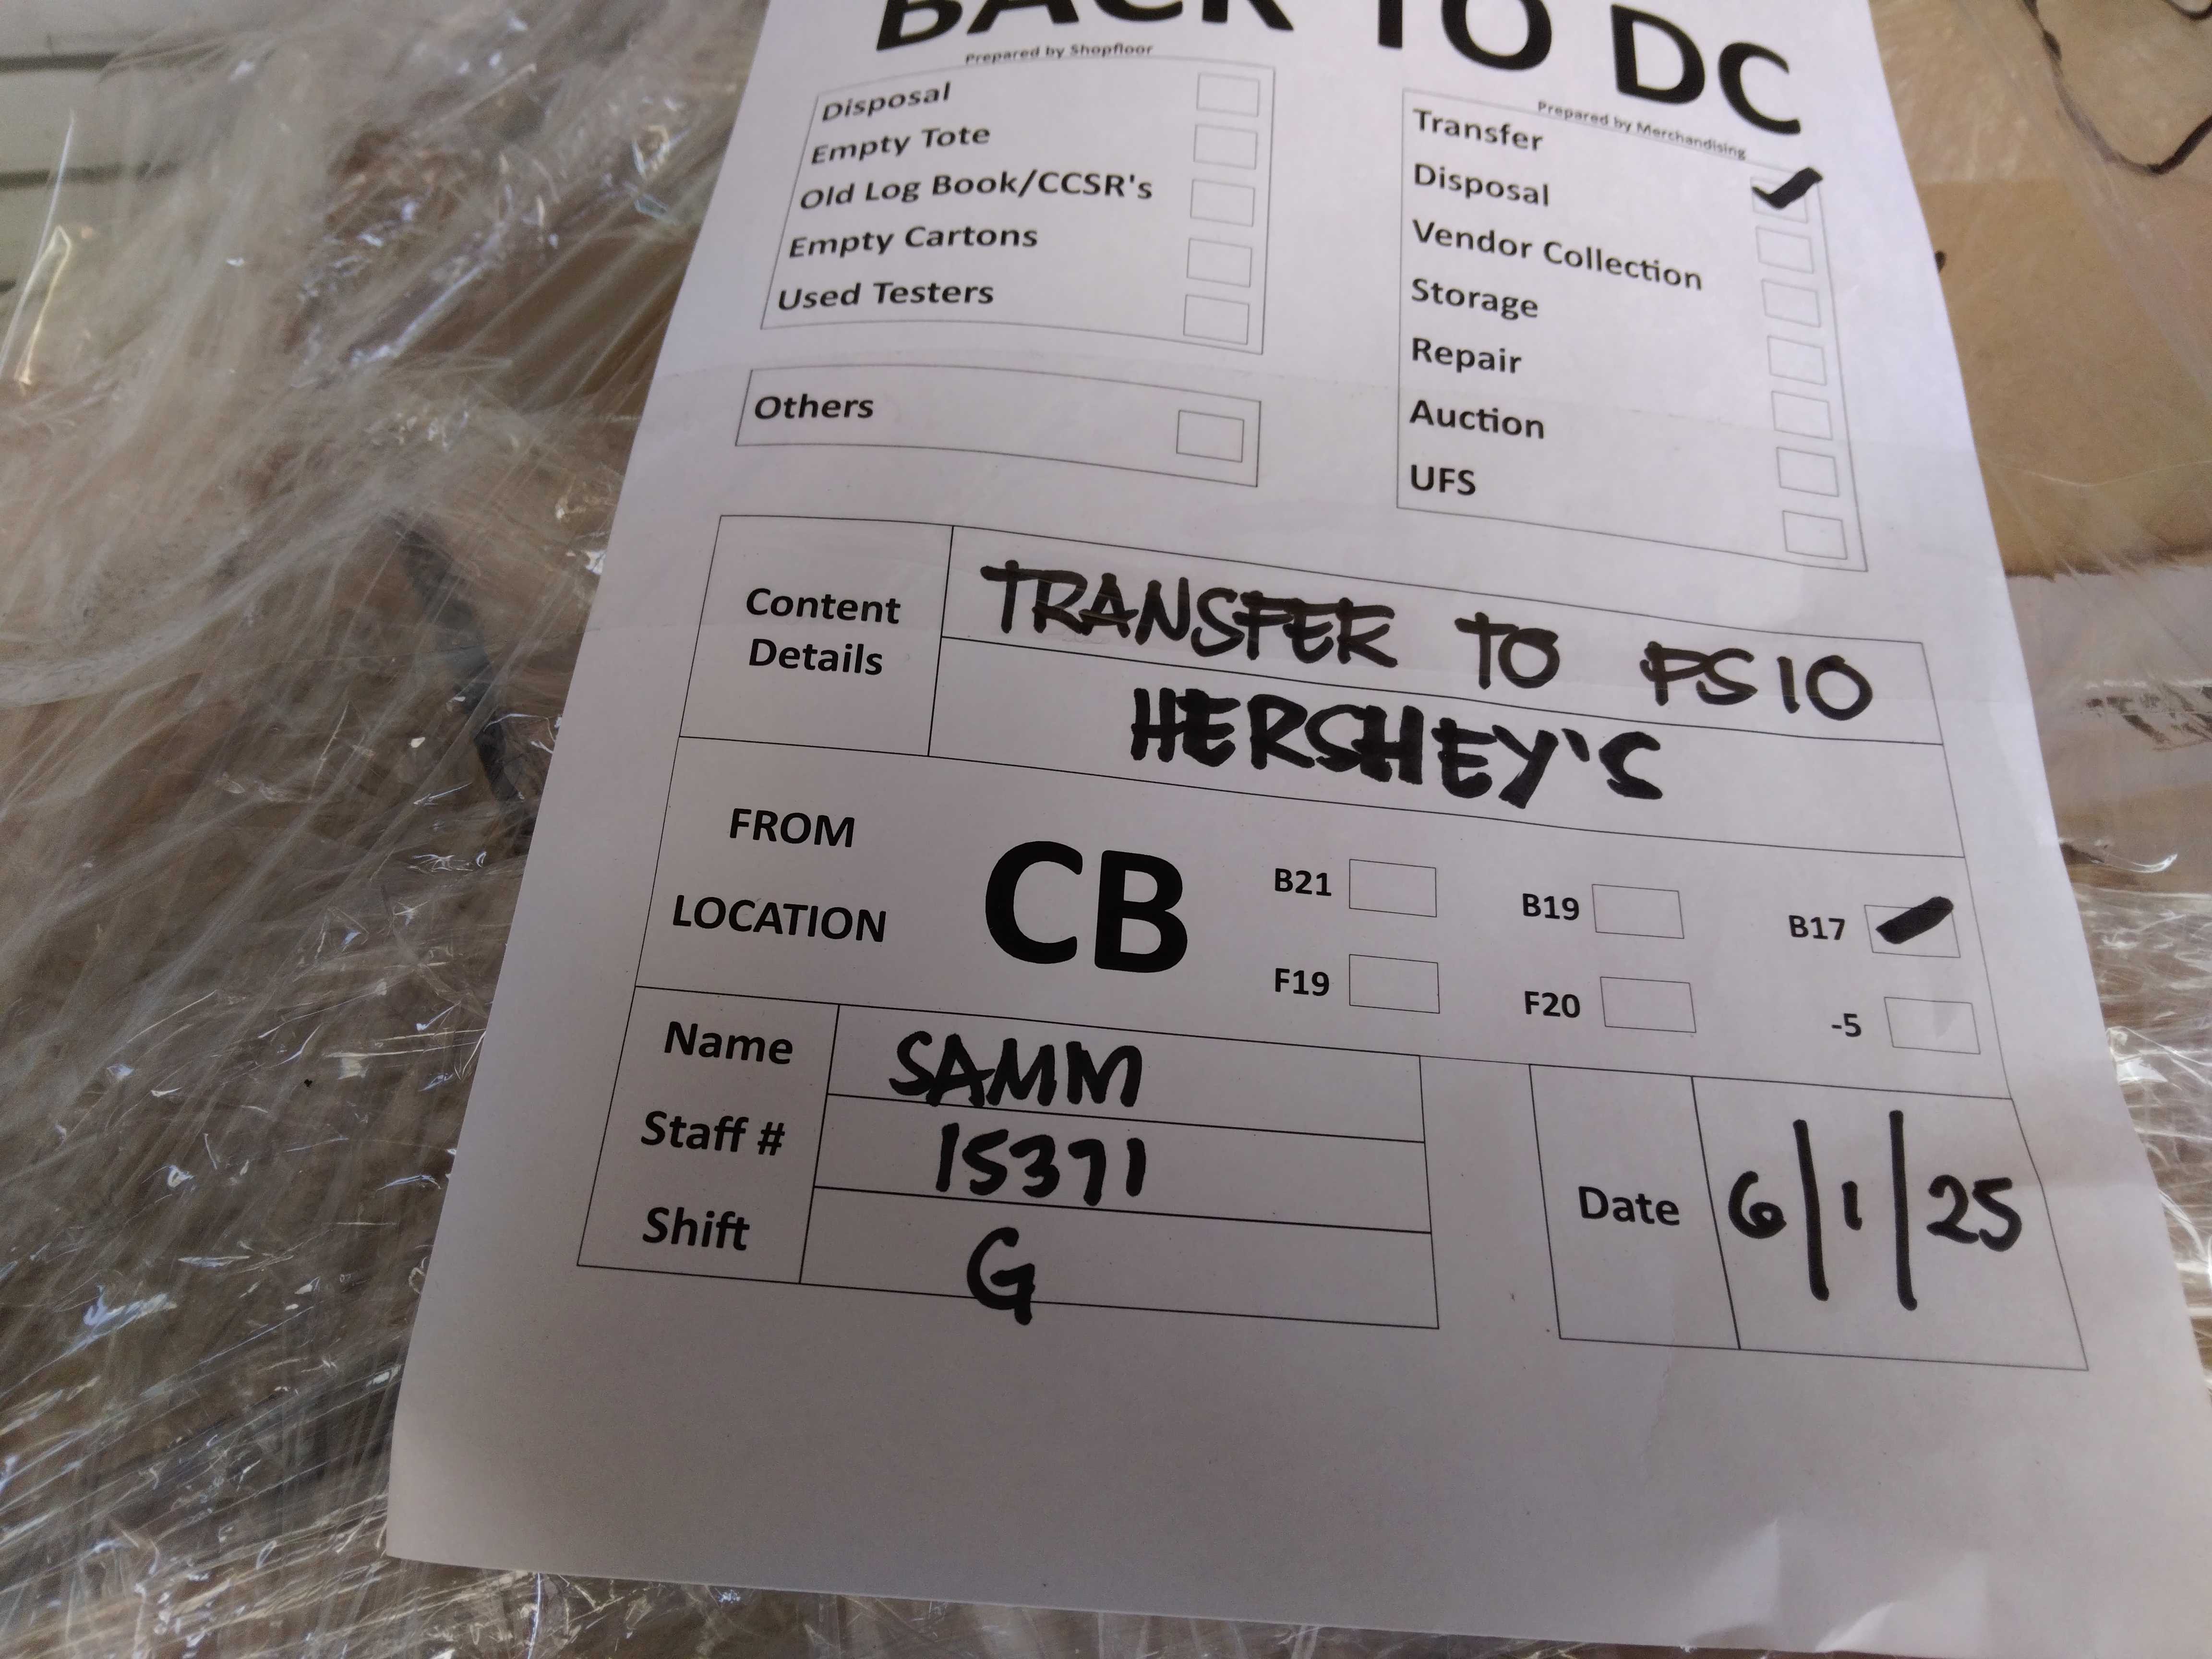 BACK TO DC
Prepared by Shopfloor
Disposal
Empty Tote
Old Log Book/CCSR's
Empty Cartons
Used Testers
Others
Prepared by Merchandising
Transfer
Disposal
Vendor Collection
Storage
Repair
Auction
UFS
Content
Details
TRANSFER TO PS10
HERSHEY'S
FROM
LOCATION
CB
B21 B19 B17
F19 F20 -5
Name SAMM
Staff # 15371
Shift G
Date 6/1/25